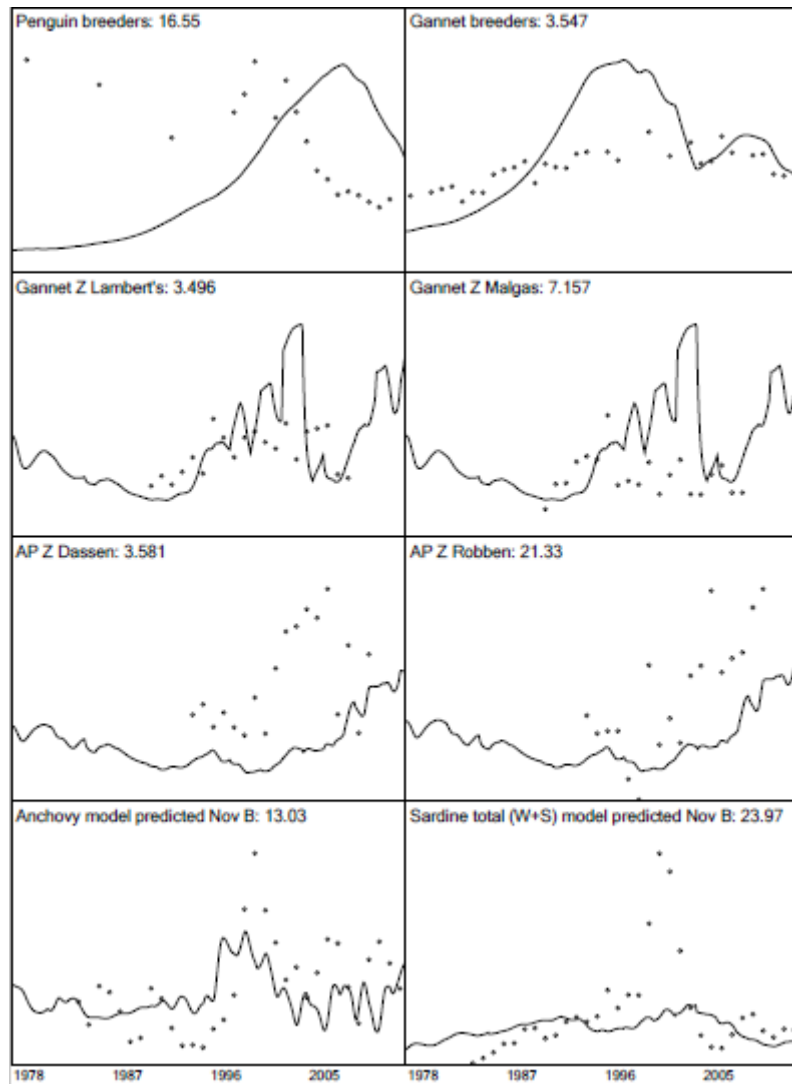 Penguin breeders: 16.55
Gannet breeders: 3.547
Gannet Z Lambert's: 3.496
Gannet Z Malgas: 7.157
AP Z Dassen: 3.581
AP Z Robben: 21.33
Anchovy model predicted Nov B: 13.03
Sardine total (W+S) model predicted Nov B: 23.97
1978 1987 1996 2005 1978 1987 1996 2005